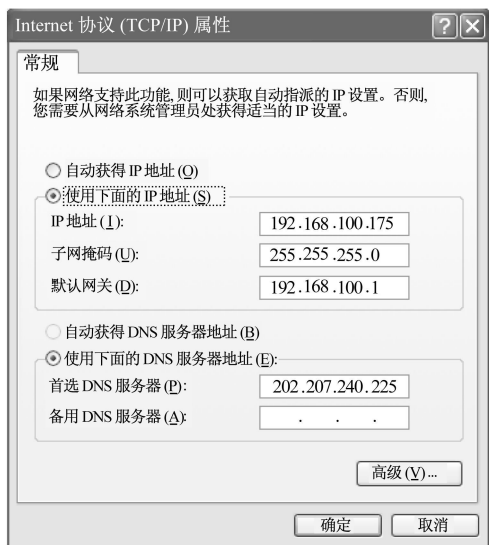 Internet 协议 (TCP/IP) 属性
常规
如果网络支持此功能, 则可以获取自动指派的 IP 设置。否则,
您需要从网络系统管理员处获得适当的 IP 设置。
自动获得 IP 地址 (O)
使用下面的 IP 地址 (S)
IP 地址 (I): 192.168.100.175
子网掩码 (U): 255.255.255.0
默认网关 (D): 192.168.100.1
自动获得 DNS 服务器地址 (B)
使用下面的 DNS 服务器地址 (E):
首选 DNS 服务器 (P): 202.207.240.225
备用 DNS 服务器 (A): . . .
高级 (V)...
确定 取消